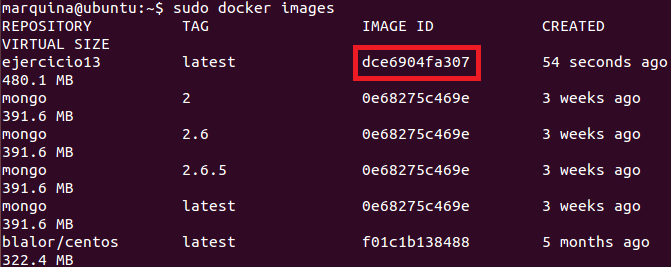 marquina@ubuntu:~$ sudo docker images
REPOSITORY TAG IMAGE ID CREATED
VIRTUAL SIZE
ejercicio13 latest dce6904fa307 54 seconds ago
480.1 MB
mongo 2 0e68275c469e 3 weeks ago
391.6 MB
mongo 2.6 0e68275c469e 3 weeks ago
391.6 MB
mongo 2.6.5 0e68275c469e 3 weeks ago
391.6 MB
mongo latest 0e68275c469e 3 weeks ago
391.6 MB
blalor/centos latest f01c1b138488 5 months ago
322.4 MB